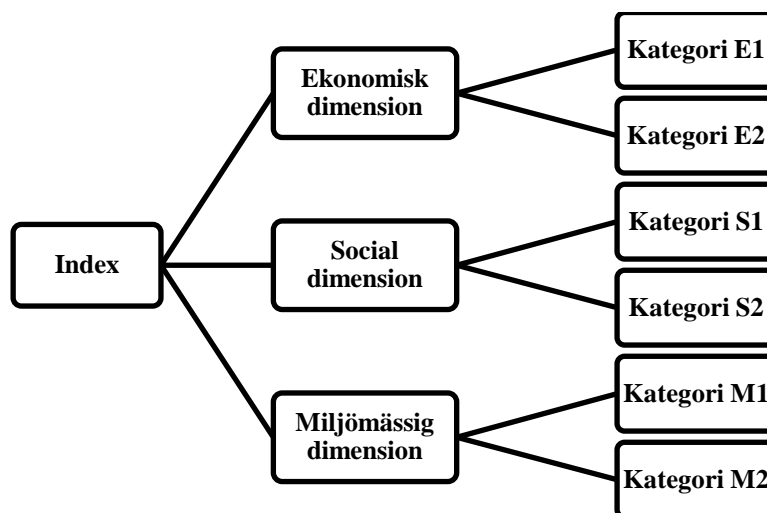 Index
Ekonomisk
dimension
Kategori E1
Kategori E2
Social
dimension
Kategori S1
Kategori S2
Miljömässig
dimension
Kategori M1
Kategori M2